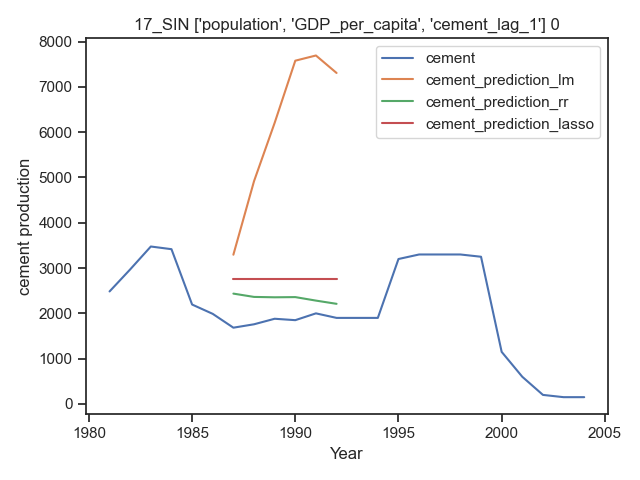 17_SIN ['population', 'GDP_per_capita', 'cement_lag_1'] 0
8000
7000
6000
5000
4000
3000
2000
1000
0
cement production
cement
cement_prediction_lm
cement_prediction_rr
cement_prediction_lasso
1980
1985
1990
1995
2000
2005
Year